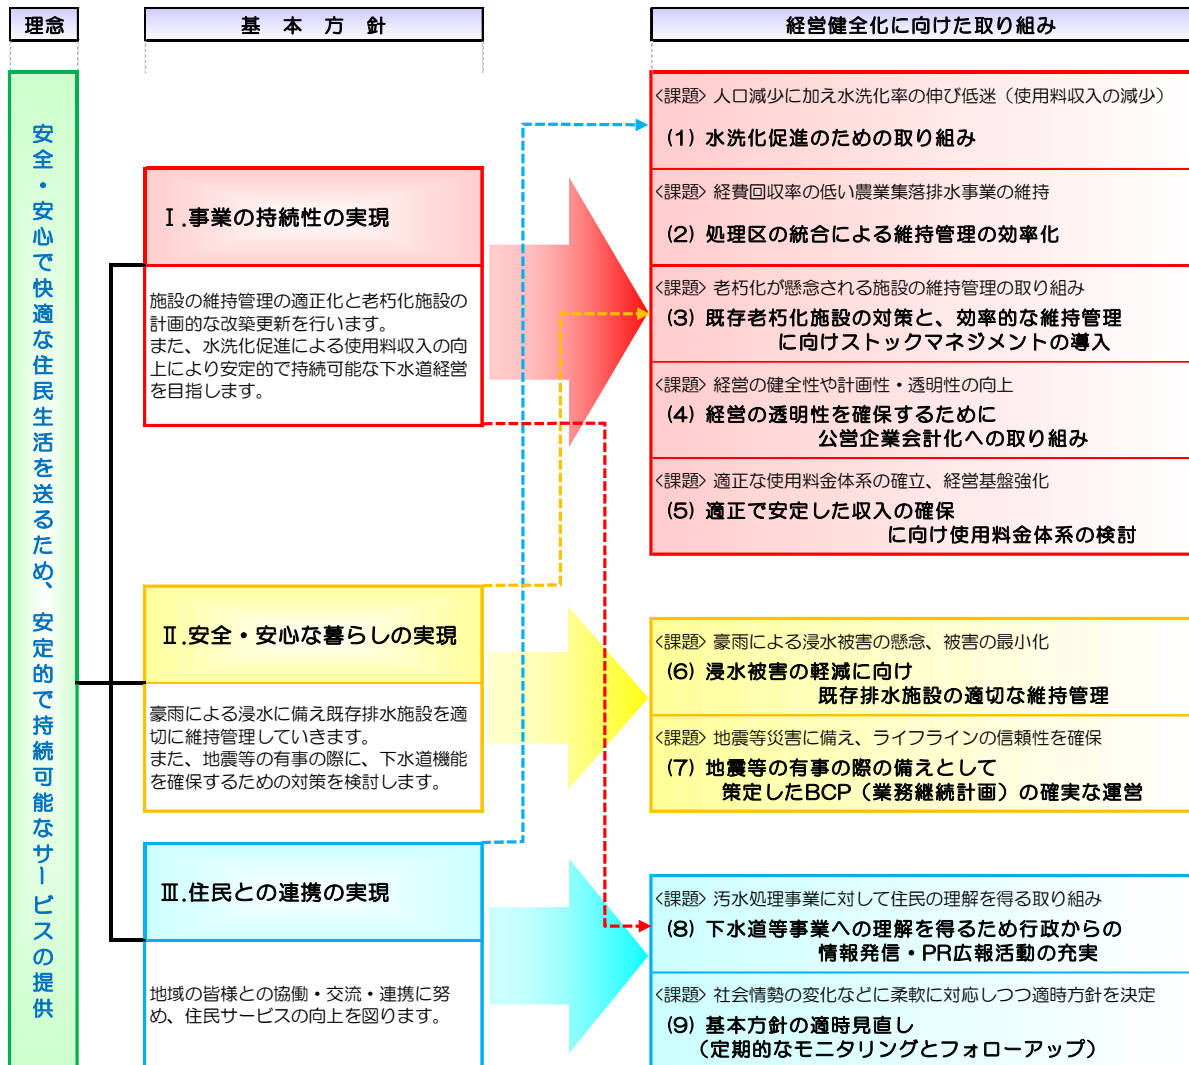 理念
基 本 方 針
経営健全化に向けた取り組み
安全・安心で快適な住民生活を送るため、安定的で持続可能なサービスの提供
Ⅰ.事業の持続性の実現
施設の維持管理の適正化と老朽化施設の
計画的な改築更新を行います。
また、水洗化促進による使用料収入の向
上により安定的で持続可能な下水道経営
を目指します。
Ⅱ.安全・安心な暮らしの実現
豪雨による浸水に備え既存排水施設を適
切に維持管理していきます。
また、地震等の有事の際に、下水道機能
を確保するための対策を検討します。
Ⅲ.住民との連携の実現
地域の皆様との協働・交流・連携に努
め、住民サービスの向上を図ります。
<課題> 人口減少に加え水洗化率の伸び低迷（使用料収入の減少）
(1) 水洗化促進のための取り組み
<課題> 経費回収率の低い農業集落排水事業の維持
(2) 処理区の統合による維持管理の効率化
<課題> 老朽化が懸念される施設の維持管理の取り組み
(3) 既存老朽化施設の対策と、効率的な維持管理
に向けストックマネジメントの導入
<課題> 経営の健全性や計画性・透明性の向上
(4) 経営の透明性を確保するために
公営企業会計化への取り組み
<課題> 適正な使用料金体系の確立、経営基盤強化
(5) 適正で安定した収入の確保
に向け使用料金体系の検討
<課題> 豪雨による浸水被害の懸念、被害の最小化
(6) 浸水被害の軽減に向け
既存排水施設の適切な維持管理
<課題> 地震等災害に備え、ライフラインの信頼性を確保
(7) 地震等の有事の際の備えとして
策定したBCP（業務継続計画）の確実な運営
<課題> 汚水処理事業に対して住民の理解を得る取り組み
(8) 下水道等事業への理解を得るため行政からの
情報発信・PR広報活動の充実
<課題> 社会情勢の変化などに柔軟に対応しつつ適時方針を決定
(9) 基本方針の適時見直し
（定期的なモニタリングとフォローアップ）